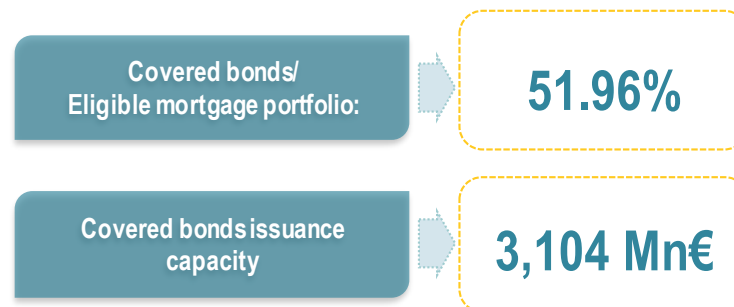 Covered bonds/
Eligible mortgage portfolio:
51.96%
Covered bonds issuance
capacity
3,104 Mn€